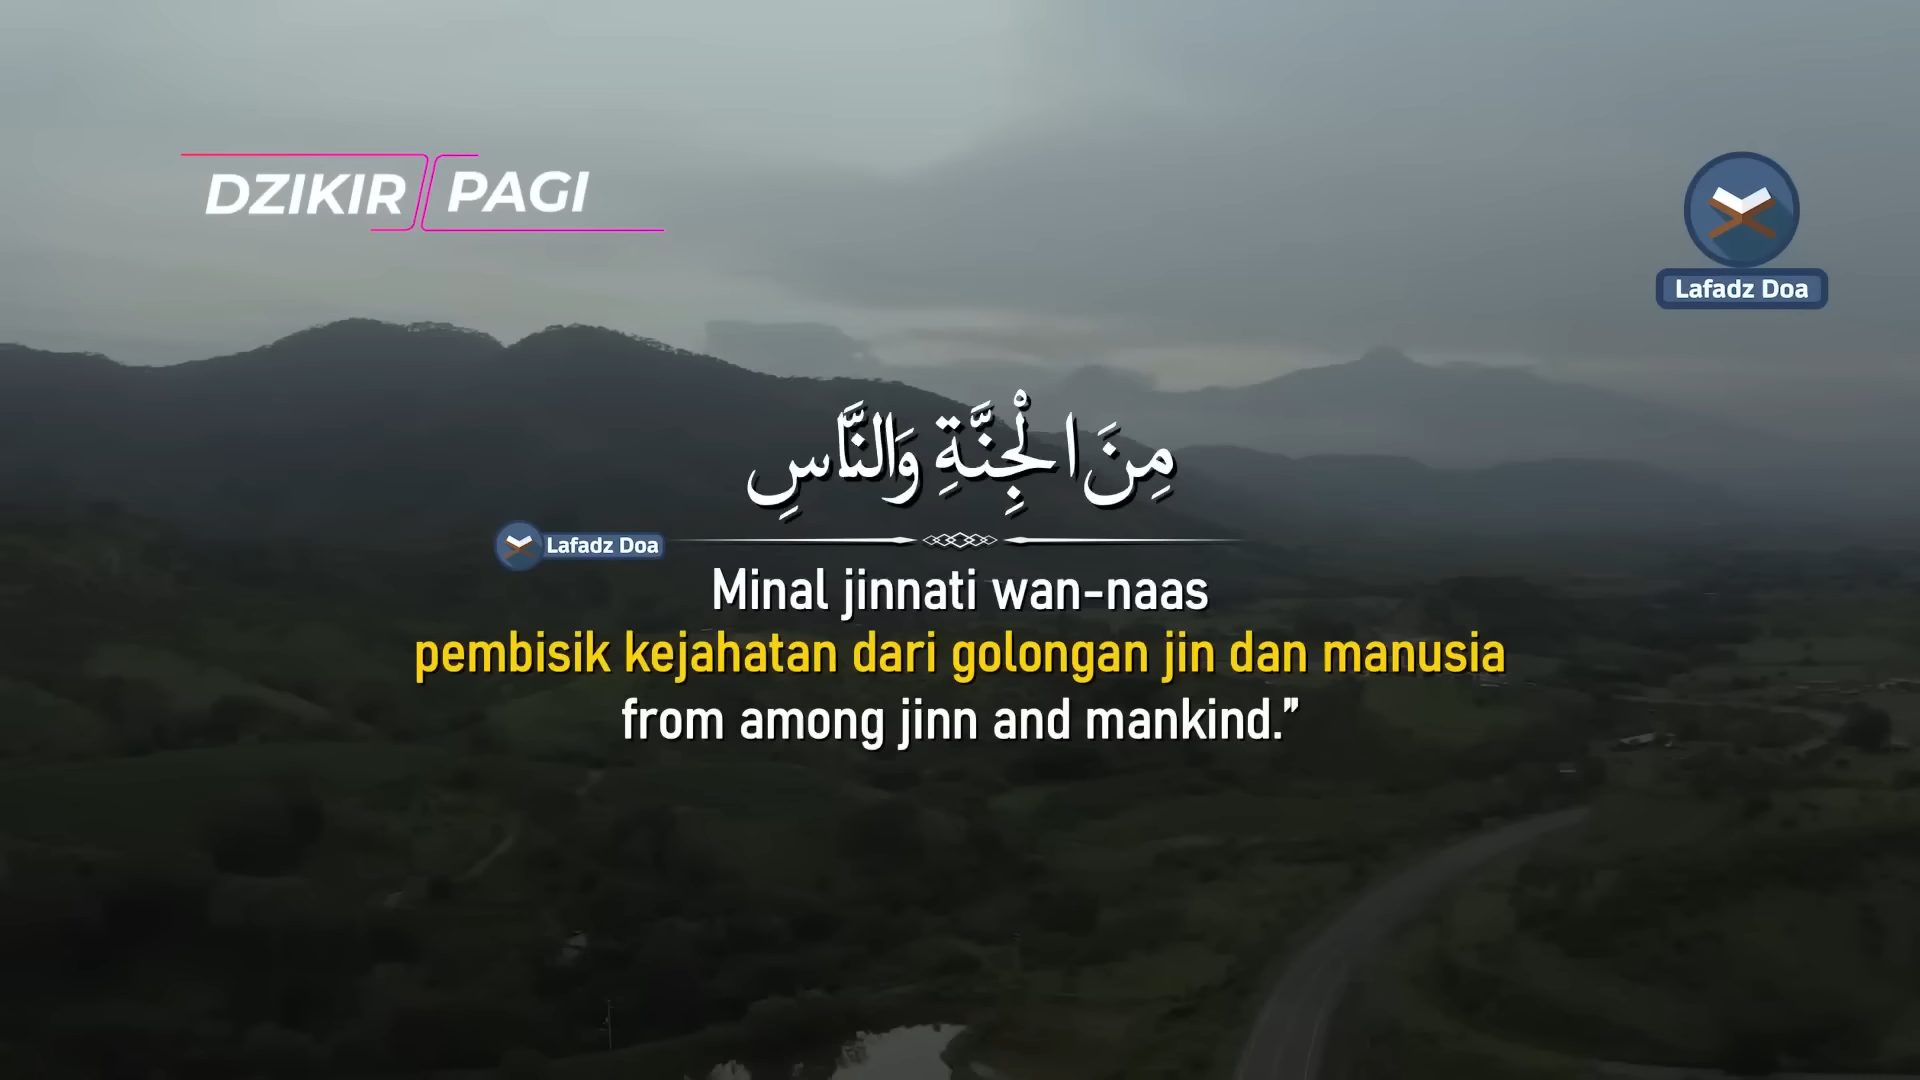 DZIKIR PAGI
Lafadz Doa
مِنَ الْجِنَّةِ وَالنَّاسِ
Lafadz Doa
Minal jinnati wan-naas
pembisik kejahatan dari golongan jin dan manusia
from among jinn and mankind.”